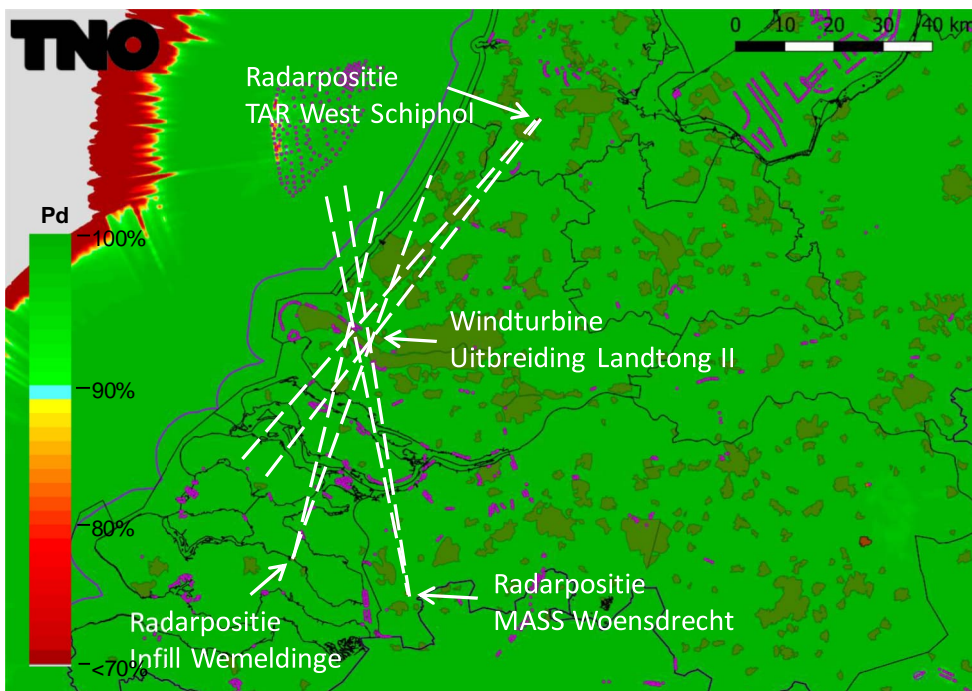 TNO
0 10 20 30 40 km
Radarpositie
TAR West Schiphol
Pd
100%
90%
Windturbine
Uitbreiding Landtong II
80%
Radarpositie
MASS Woensdrecht
Radarpositie
Infill Wemeldinge
<70%